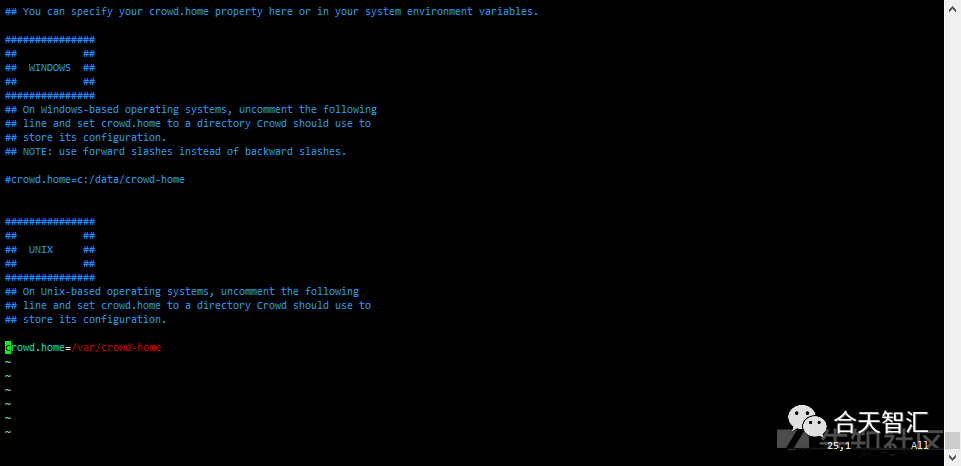 ## You can specify your crowd.home property here or in your system environment variables.
###############
##           ##
##  WINDOWS  ##
##           ##
###############
## On Windows-based operating systems, uncomment the following
## line and set crowd.home to a directory Crowd should use to
## store its configuration.
## NOTE: use forward slashes instead of backward slashes.
#crowd.home=c:/data/crowd-home
###############
##           ##
##  UNIX     ##
##           ##
###############
## On Unix-based operating systems, uncomment the following
## line and set crowd.home to a directory Crowd should use to
## store its configuration.
crowd.home=/var/crowd-home
~
~
~
~
~
~
合天智汇
先知社区
25,1 All